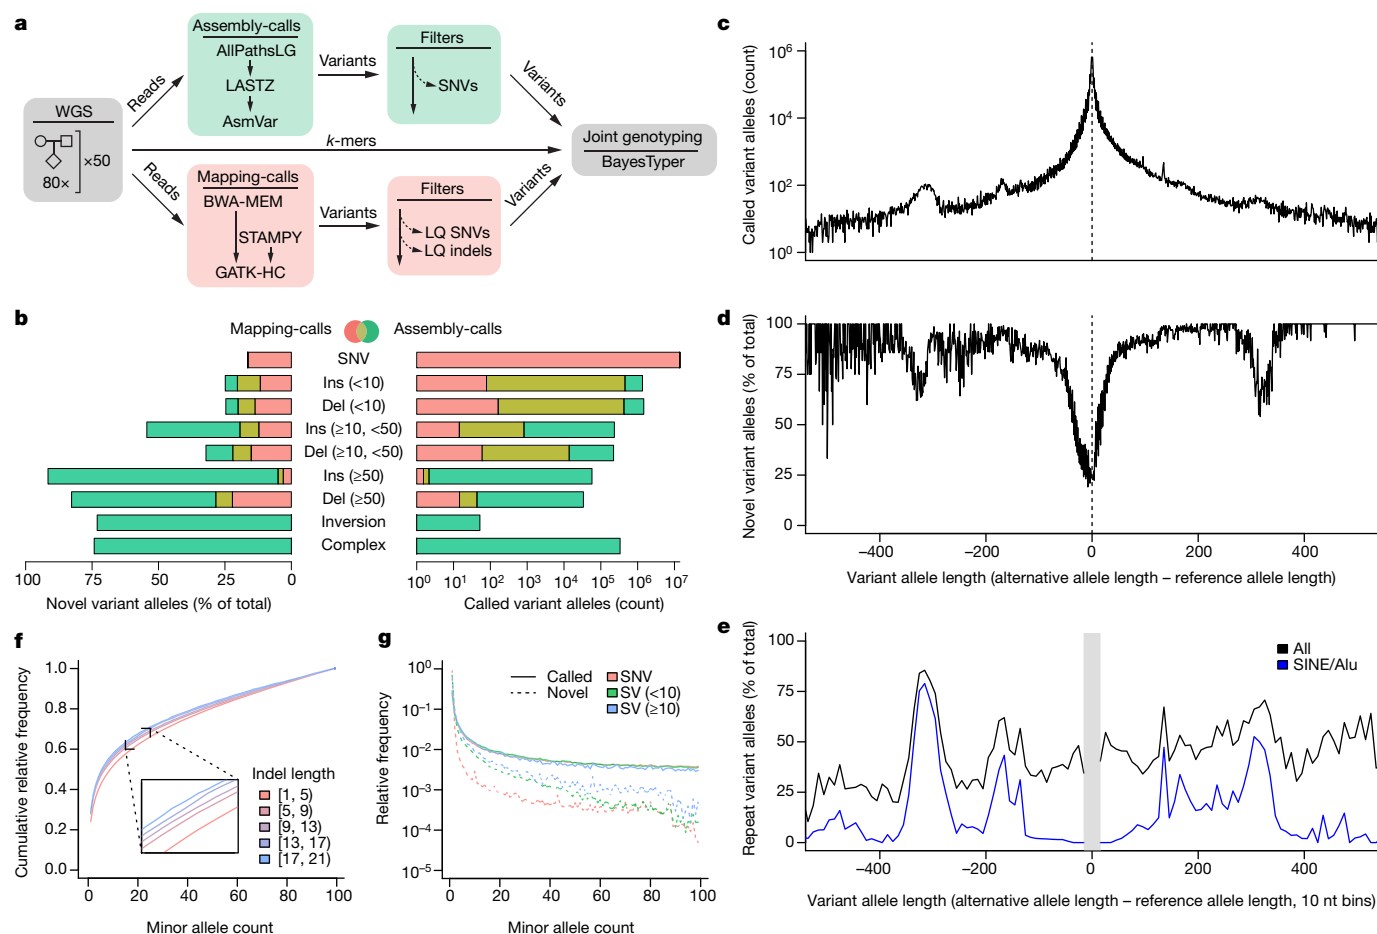 a
WGS
80×
×50
Reads
Reads
Assembly-calls
AllPathsLG
LASTZ
AsmVar
Variants
Filters
SNVs
Variants
k-mers
Mapping-calls
BWA-MEM
STAMPY
GATK-HC
Variants
Filters
LQ SNVs
LQ indels
Variants
Joint genotyping
BayesTyper
b
Mapping-calls
Assembly-calls
SNV
Ins (<10)
Del (<10)
Ins (≥10, <50)
Del (≥10, <50)
Ins (≥50)
Del (≥50)
Inversion
Complex
100 75 50 25 0
Novel variant alleles (% of total)
10⁰ 10¹ 10² 10³ 10⁴ 10⁵ 10⁶ 10⁷
Called variant alleles (count)
c
Called variant alleles (count)
10⁶
10⁴
10²
10⁰
d
Novel variant alleles (% of total)
100
75
50
25
0
−400 −200 0 200 400
Variant allele length (alternative allele length – reference allele length)
e
Repeat variant alleles (% of total)
100
75
50
25
0
All
SINE/Alu
−400 −200 0 200 400
Variant allele length (alternative allele length – reference allele length, 10 nt bins)
f
Cumulative relative frequency
1.0
0.8
0.6
0.4
0.2
0.0
Indel length
[1, 5)
[5, 9)
[9, 13)
[13, 17)
[17, 21)
0 20 40 60 80 100
Minor allele count
g
Relative frequency
10⁰
10⁻¹
10⁻²
10⁻³
10⁻⁴
10⁻⁵
Called
Novel
SNV
SV (<10)
SV (≥10)
0 20 40 60 80 100
Minor allele count